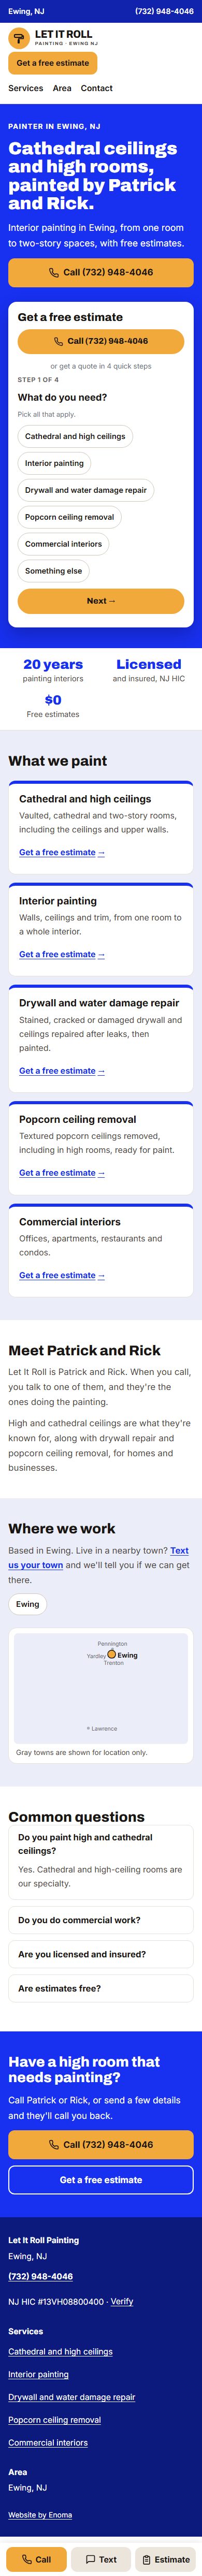 Ewing, NJ
(732) 948-4046
LET IT ROLL
PAINTING · EWING NJ
Get a free estimate
Services Area Contact
PAINTER IN EWING, NJ
Cathedral ceilings
and high rooms,
painted by Patrick
and Rick.
Interior painting in Ewing, from one room
to two-story spaces, with free estimates.
Call (732) 948-4046
Get a free estimate
Call (732) 948-4046
or get a quote in 4 quick steps
STEP 1 OF 4
What do you need?
Pick all that apply.
Cathedral and high ceilings
Interior painting
Drywall and water damage repair
Popcorn ceiling removal
Commercial interiors
Something else
Next →
20 years
painting interiors
Licensed
and insured, NJ HIC
$0
Free estimates
What we paint
Cathedral and high ceilings
Vaulted, cathedral and two-story rooms,
including the ceilings and upper walls.
Get a free estimate →
Interior painting
Walls, ceilings and trim, from one room to
a whole interior.
Get a free estimate →
Drywall and water damage repair
Stained, cracked or damaged drywall and
ceilings repaired after leaks, then
painted.
Get a free estimate →
Popcorn ceiling removal
Textured popcorn ceilings removed,
including in high rooms, ready for paint.
Get a free estimate →
Commercial interiors
Offices, apartments, restaurants and
condos.
Get a free estimate →
Meet Patrick and Rick
Let It Roll is Patrick and Rick. When you call,
you talk to one of them, and they're the
ones doing the painting.
High and cathedral ceilings are what they're
known for, along with drywall repair and
popcorn ceiling removal, for homes and
businesses.
Where we work
Based in Ewing. Live in a nearby town? Text
us your town and we'll tell you if we can get
there.
Ewing
Pennington
Yardley
Ewing
Trenton
Lawrence
Gray towns are shown for location only.
Common questions
Do you paint high and cathedral
ceilings?
Yes. Cathedral and high-ceiling rooms are
our specialty.
Do you do commercial work?
Are you licensed and insured?
Are estimates free?
Have a high room that
needs painting?
Call Patrick or Rick, or send a few details
and they'll call you back.
Call (732) 948-4046
Get a free estimate
Let It Roll Painting
Ewing, NJ
(732) 948-4046
NJ HIC #13VH08800400 · Verify
Services
Cathedral and high ceilings
Interior painting
Drywall and water damage repair
Popcorn ceiling removal
Commercial interiors
Area
Ewing, NJ
Website by Enoma
Call
Text
Estimate